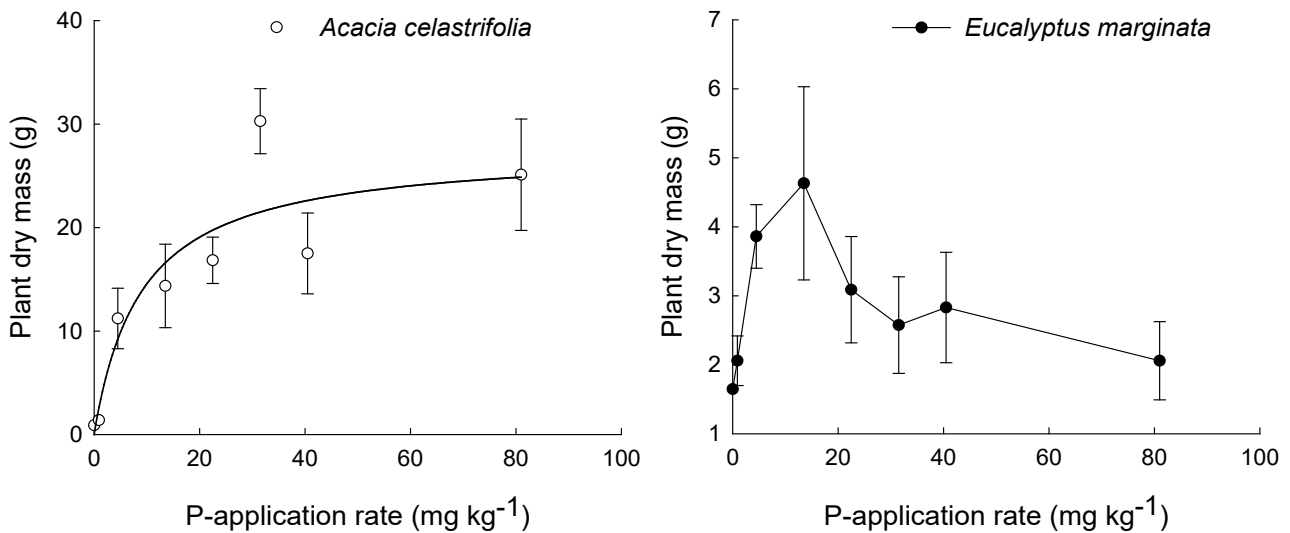 Acacia celastrifolia
40
30
20
10
0
Plant dry mass (g)
0 20 40 60 80 100
P-application rate (mg kg-1)
Eucalyptus marginata
7
6
5
4
3
2
1
Plant dry mass (g)
0 20 40 60 80 100
P-application rate (mg kg-1)